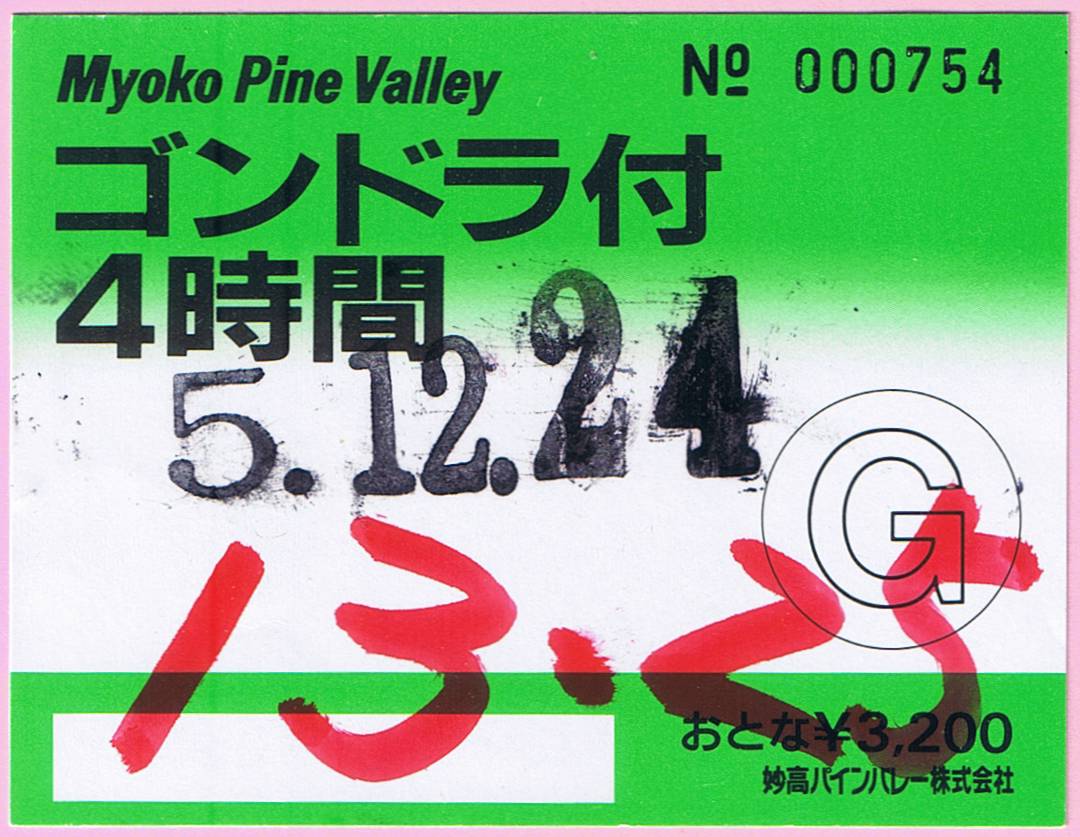 Myoko Pine Valley
No 000754
ゴンドラ付
4時間
5.12.24
G
13.25
おとな¥3,200
妙高パインバレー株式会社